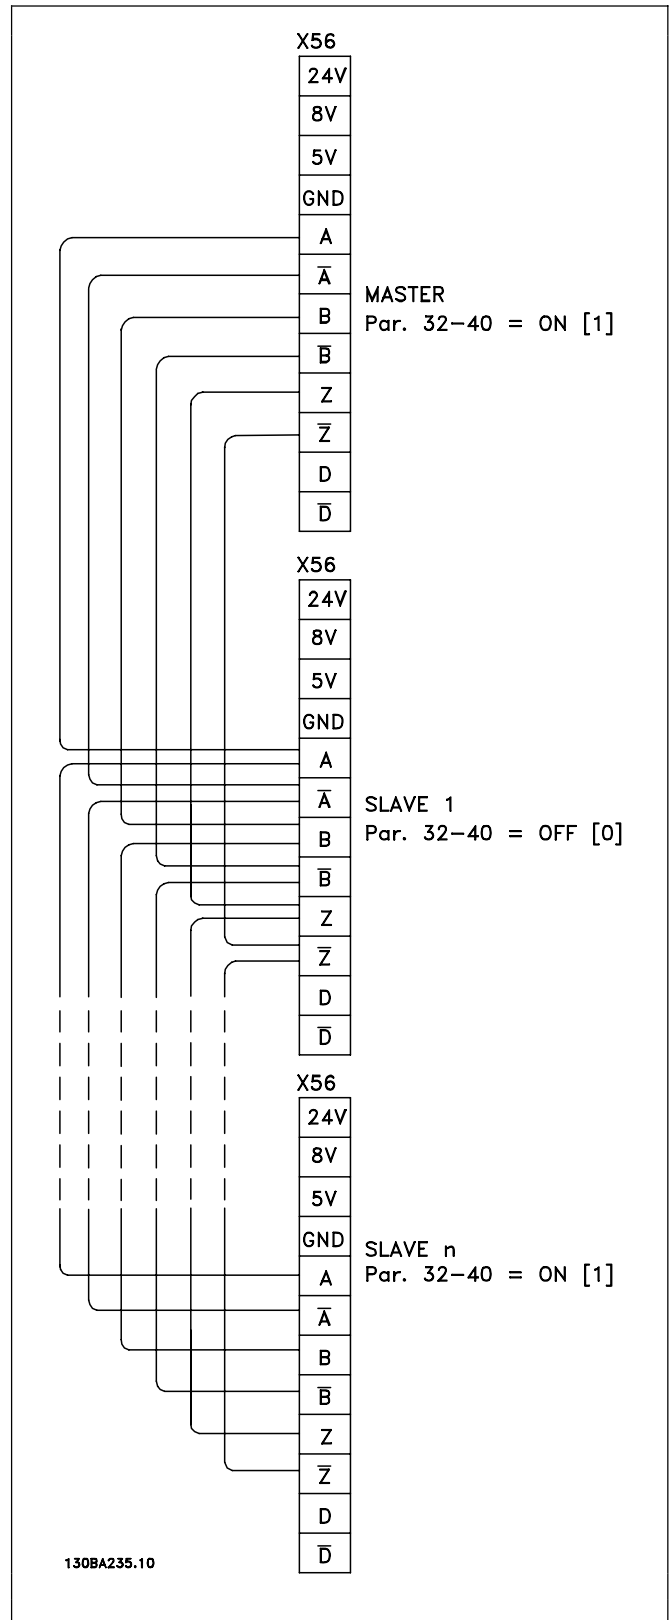 X56
24V
8V
5V
GND
A
A̅
B
B̅
Z
Z̅
D
D̅
MASTER
Par. 32-40 = ON [1]
X56
24V
8V
5V
GND
A
A̅
B
B̅
Z
Z̅
D
D̅
SLAVE 1
Par. 32-40 = OFF [0]
X56
24V
8V
5V
GND
A
A̅
B
B̅
Z
Z̅
D
D̅
SLAVE n
Par. 32-40 = ON [1]
130BA235.10